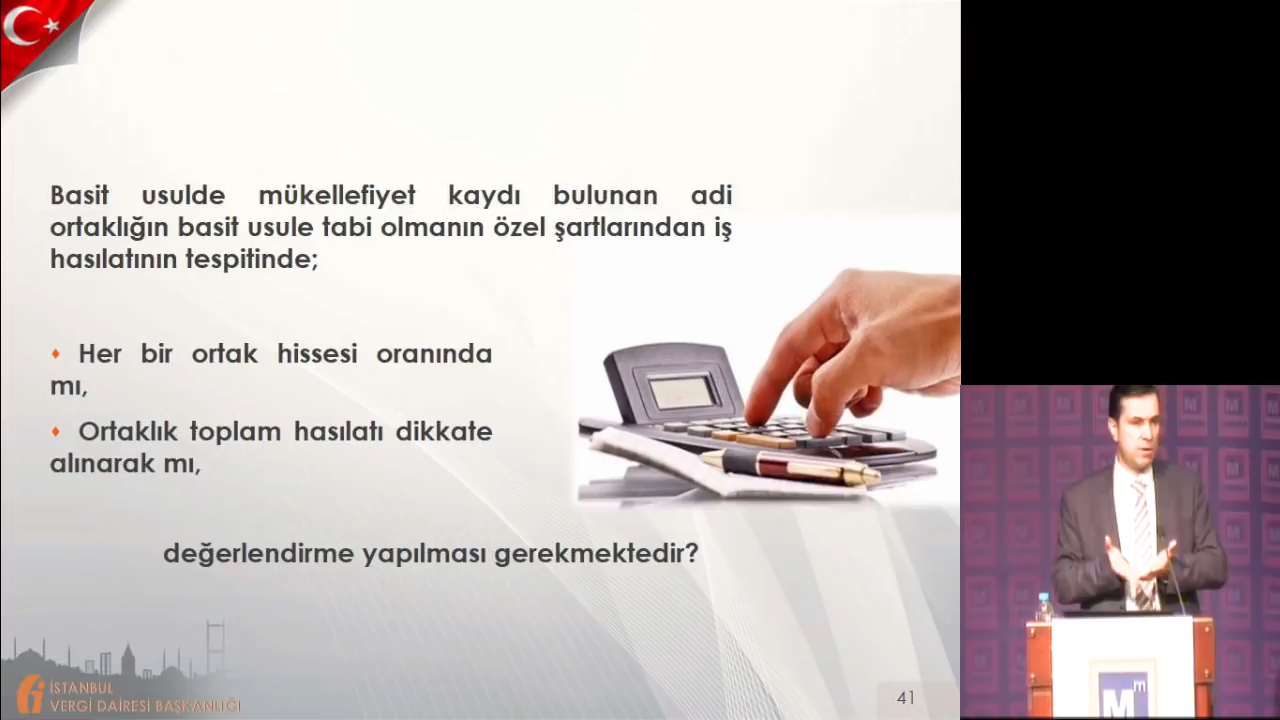 Basit usulde mükellefiyet kaydı bulunan adi
ortaklığın basit usule tabi olmanın özel şartlarından iş
hasılatının tespitinde;
Her bir ortak hissesi oranında
mı,
Ortaklık toplam hasılatı dikkate
alınarak mı,
değerlendirme yapılması gerekmektedir?
İSTANBUL
VERGİ DAİRESİ BAŞKANLIĞI
41
Mm